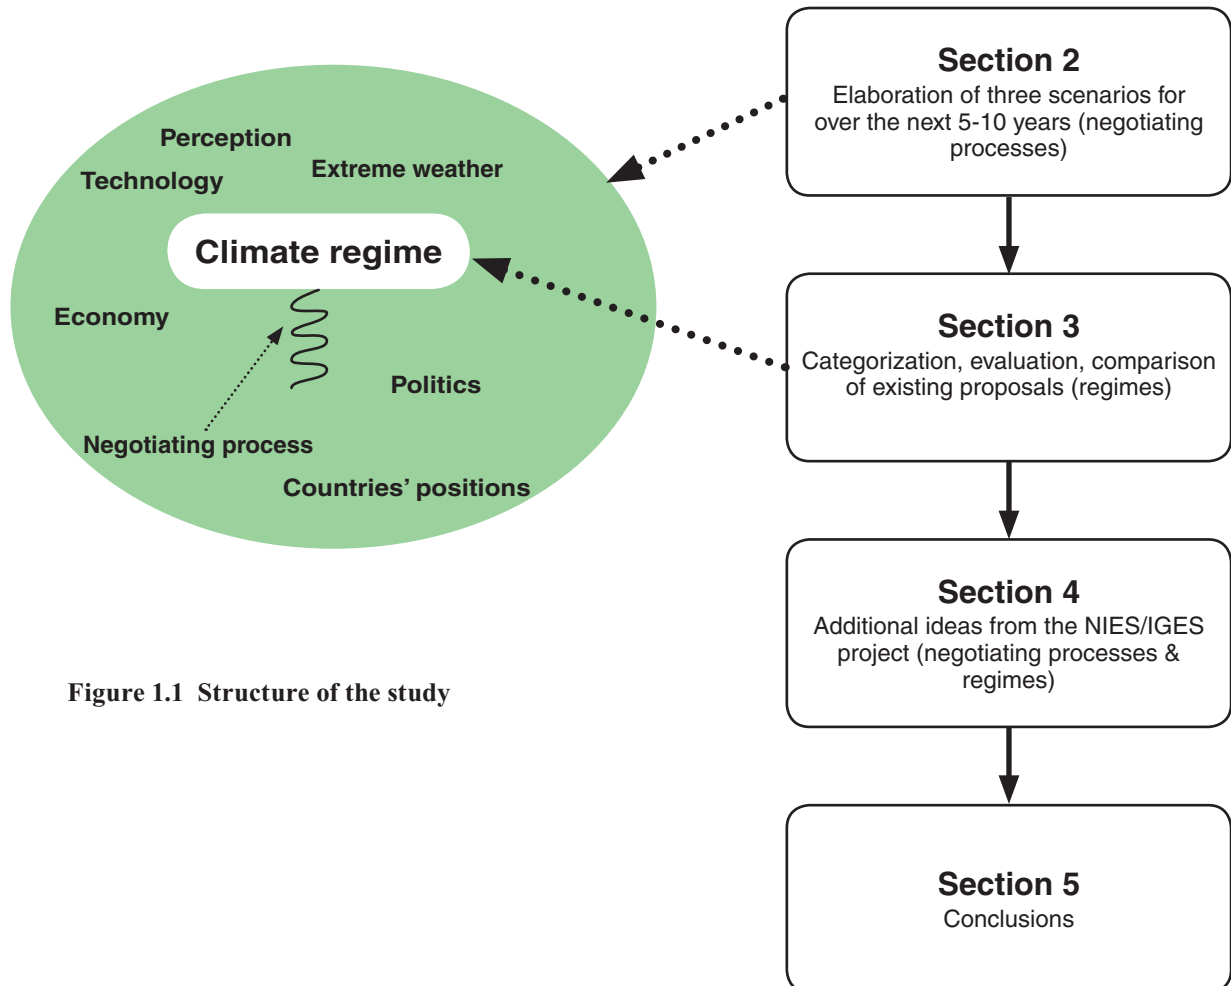 Perception
Technology
Extreme weather
Climate regime
Economy
Politics
Negotiating process
Countries’ positions
Figure 1.1 Structure of the study
Section 2
Elaboration of three scenarios for
over the next 5-10 years (negotiating
processes)
Section 3
Categorization, evaluation, comparison
of existing proposals (regimes)
Section 4
Additional ideas from the NIES/IGES
project (negotiating processes &
regimes)
Section 5
Conclusions